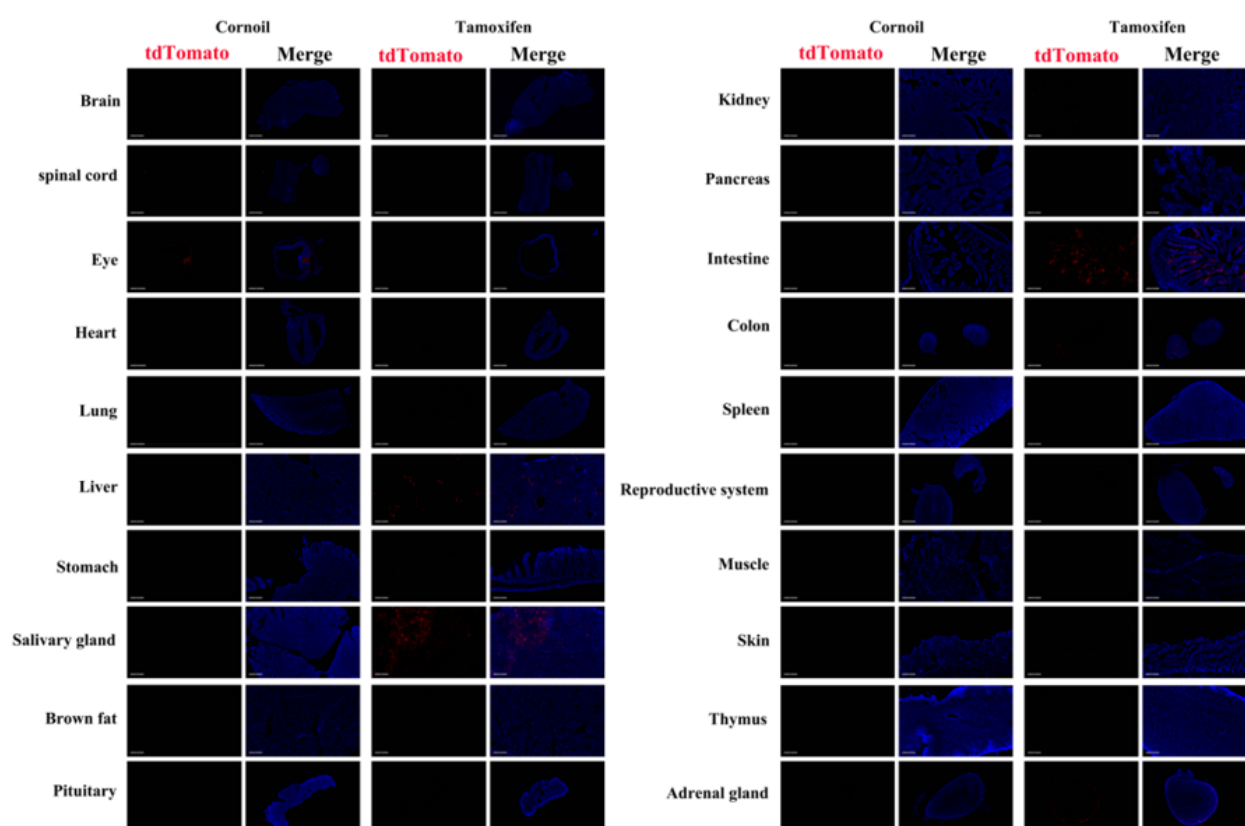 Cornoil Tamoxifen Cornoil Tamoxifen
tdTomato Merge tdTomato Merge tdTomato Merge tdTomato Merge
Brain Kidney
spinal cord Pancreas
Eye Intestine
Heart Colon
Lung Spleen
Liver Reproductive system
Stomach Muscle
Salivary gland Skin
Brown fat Thymus
Pituitary Adrenal gland